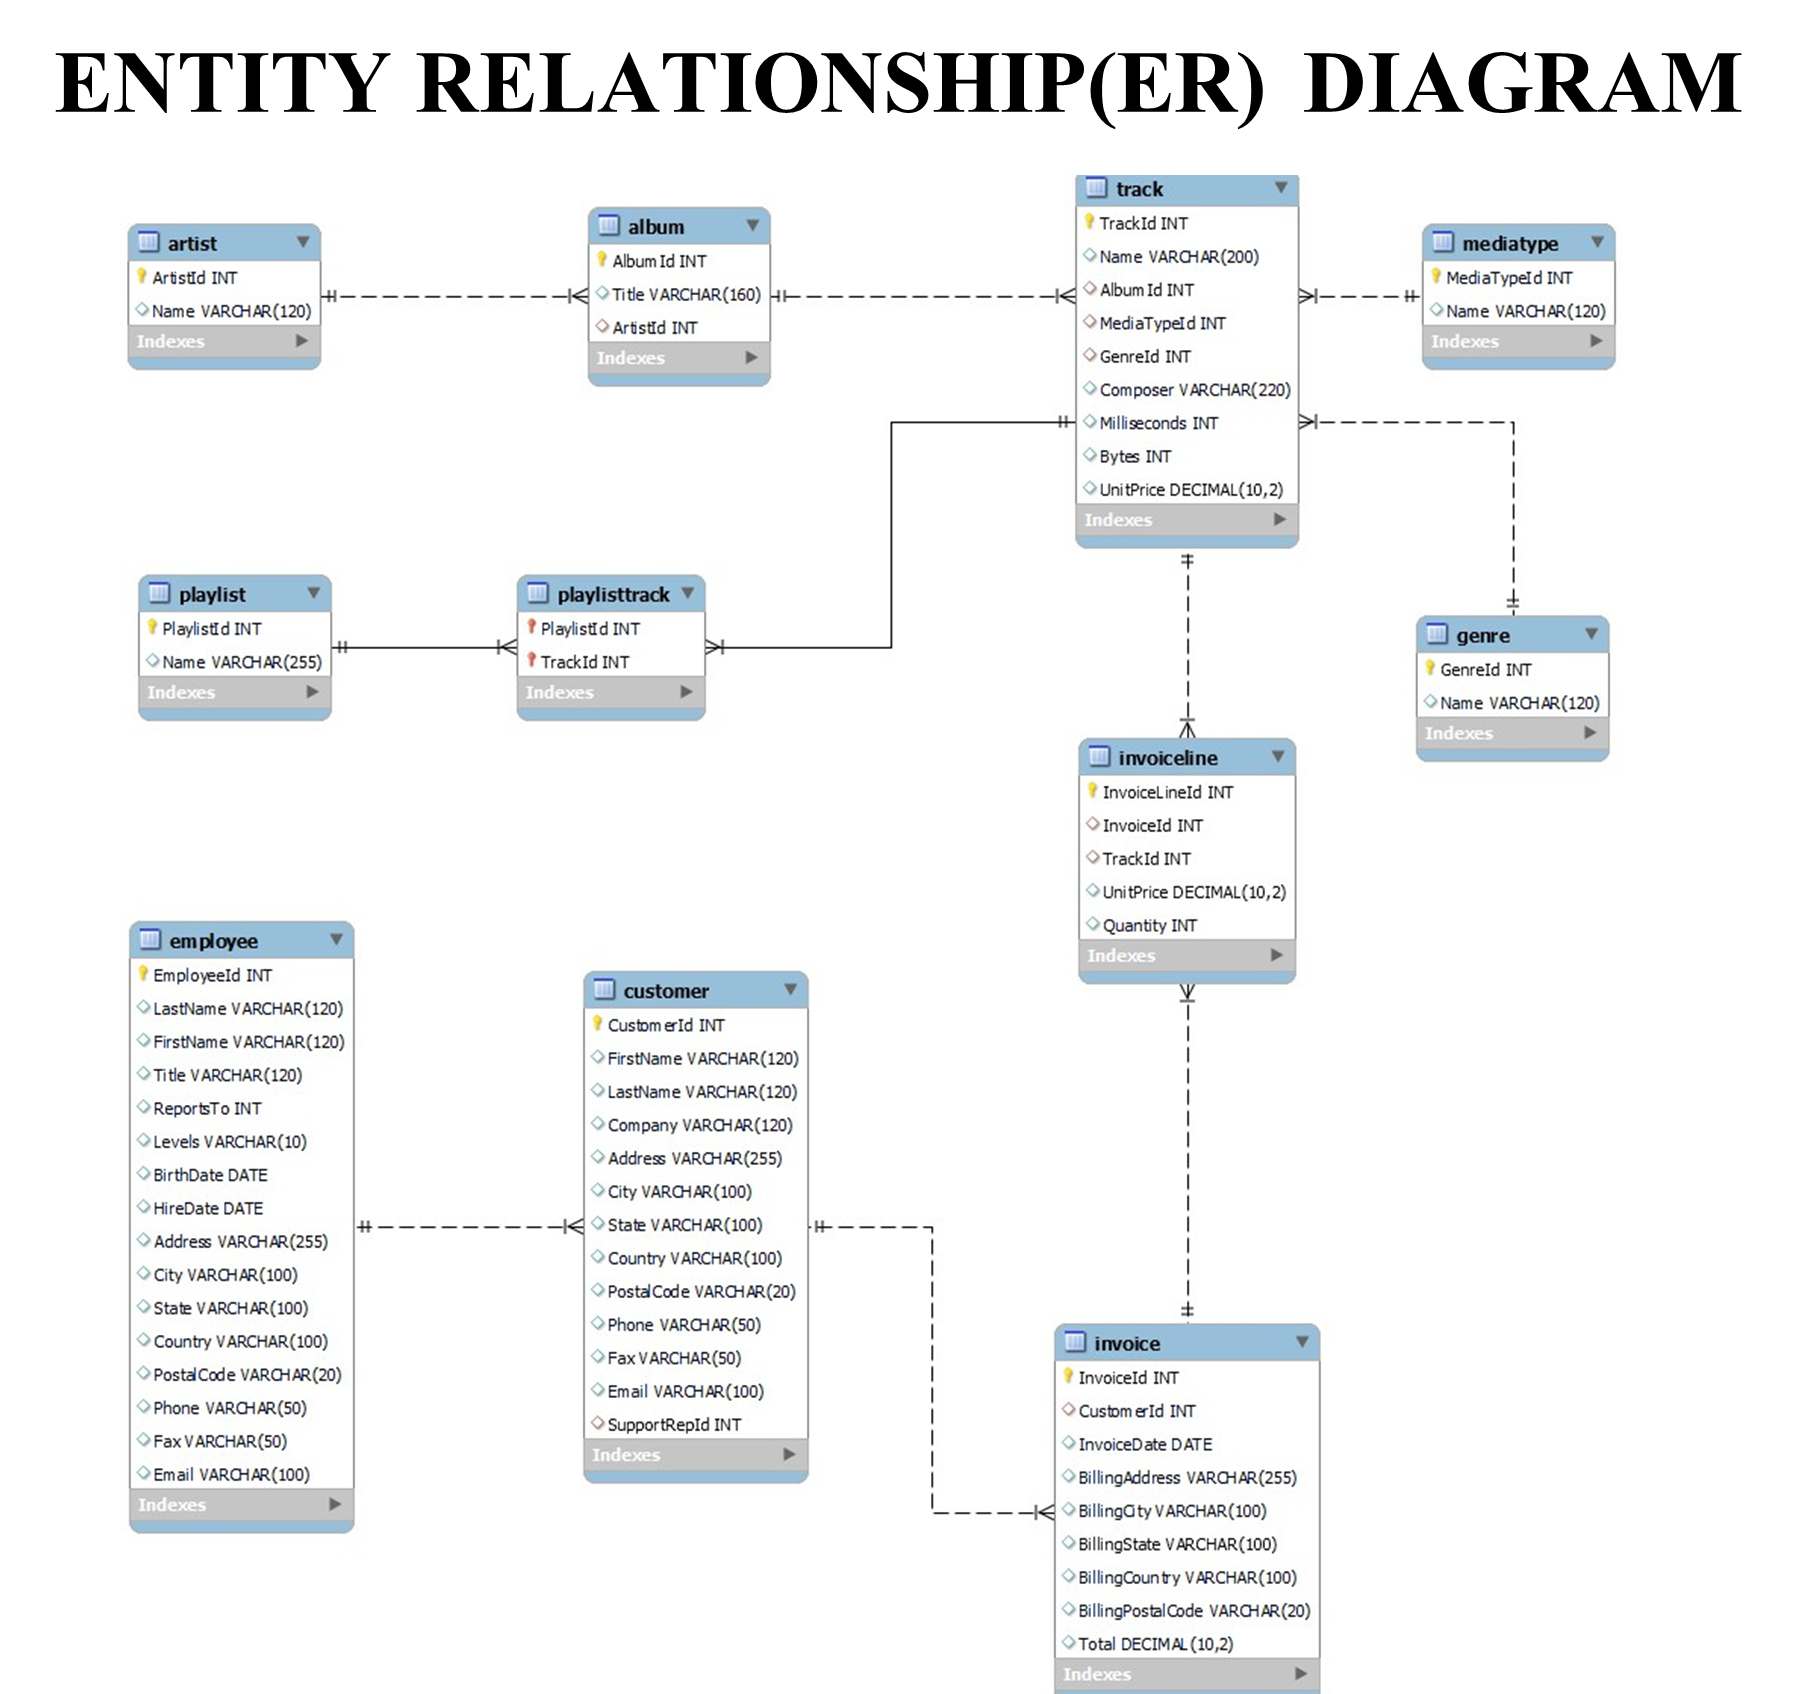 ENTITY RELATIONSHIP(ER) DIAGRAM
artist
ArtistId INT
Name VARCHAR(120)
Indexes
album
AlbumId INT
Title VARCHAR(160)
ArtistId INT
Indexes
track
TrackId INT
Name VARCHAR(200)
AlbumId INT
MediaTypeId INT
GenreId INT
Composer VARCHAR(220)
Milliseconds INT
Bytes INT
UnitPrice DECIMAL(10,2)
Indexes
mediatype
MediaTypeId INT
Name VARCHAR(120)
Indexes
playlist
PlaylistId INT
Name VARCHAR(255)
Indexes
playlisttrack
PlaylistId INT
TrackId INT
Indexes
genre
GenreId INT
Name VARCHAR(120)
Indexes
invoiceline
InvoiceLineId INT
InvoiceId INT
TrackId INT
UnitPrice DECIMAL(10,2)
Quantity INT
Indexes
employee
EmployeeId INT
LastName VARCHAR(120)
FirstName VARCHAR(120)
Title VARCHAR(120)
ReportsTo INT
Levels VARCHAR(10)
BirthDate DATE
HireDate DATE
Address VARCHAR(255)
City VARCHAR(100)
State VARCHAR(100)
Country VARCHAR(100)
PostalCode VARCHAR(20)
Phone VARCHAR(50)
Fax VARCHAR(50)
Email VARCHAR(100)
Indexes
customer
CustomerId INT
FirstName VARCHAR(120)
LastName VARCHAR(120)
Company VARCHAR(120)
Address VARCHAR(255)
City VARCHAR(100)
State VARCHAR(100)
Country VARCHAR(100)
PostalCode VARCHAR(20)
Phone VARCHAR(50)
Fax VARCHAR(50)
Email VARCHAR(100)
SupportRepId INT
Indexes
invoice
InvoiceId INT
CustomerId INT
InvoiceDate DATE
BillingAddress VARCHAR(255)
BillingCity VARCHAR(100)
BillingState VARCHAR(100)
BillingCountry VARCHAR(100)
BillingPostalCode VARCHAR(20)
Total DECIMAL(10,2)
Indexes